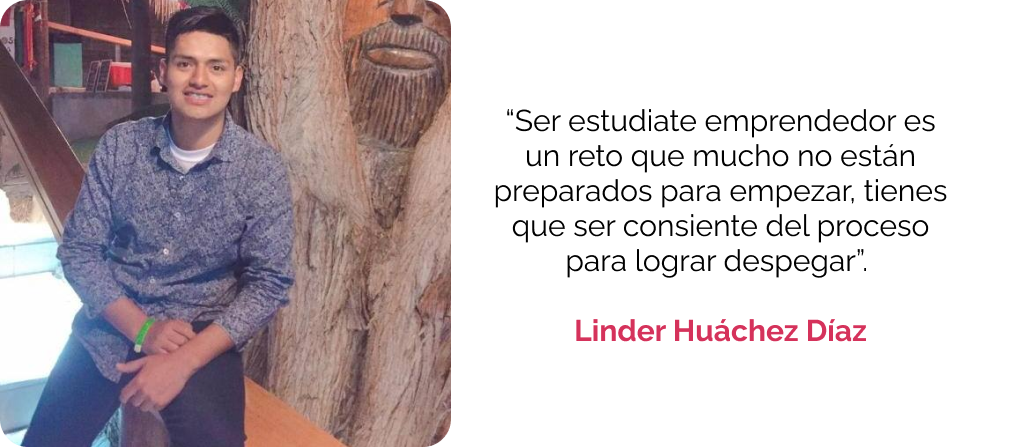 “Ser estudiate emprendedor es
un reto que mucho no están
preparados para empezar, tienes
que ser consiente del proceso
para lograr despegar”.
Linder Huáchez Díaz